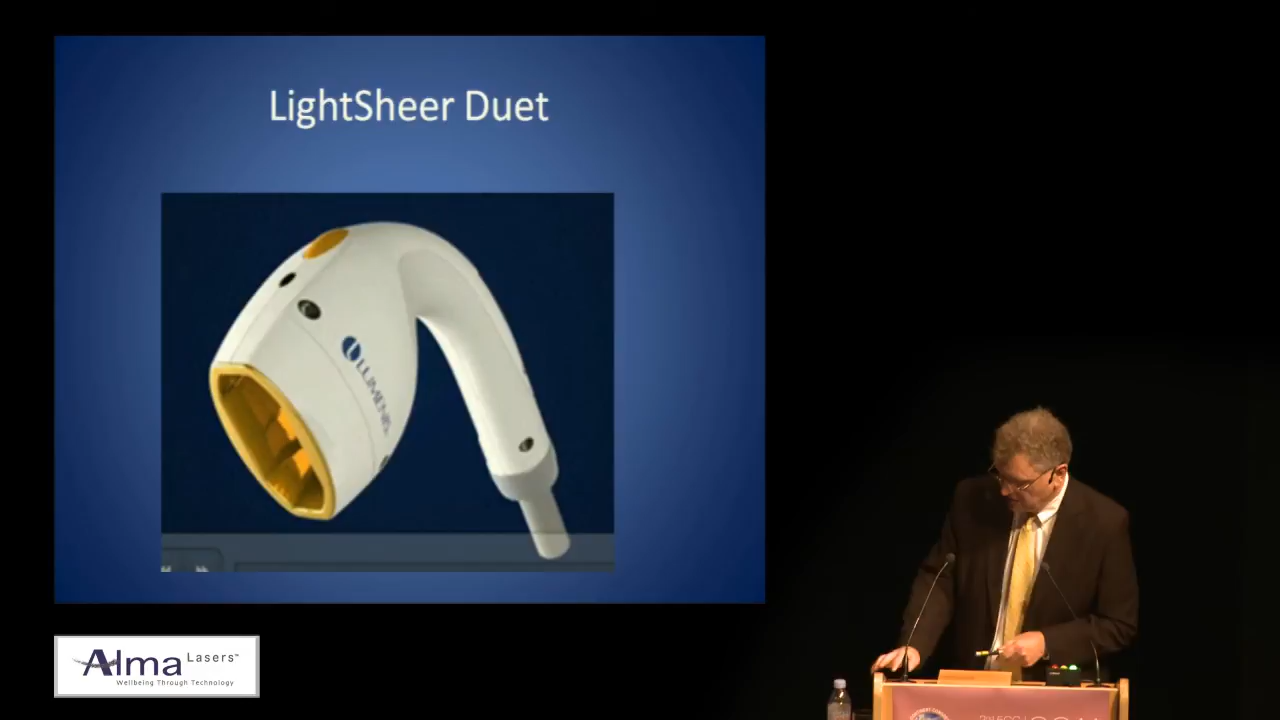 LightSheer Duet
LUMENIS
Alma Lasers™
Wellbeing Through Technology